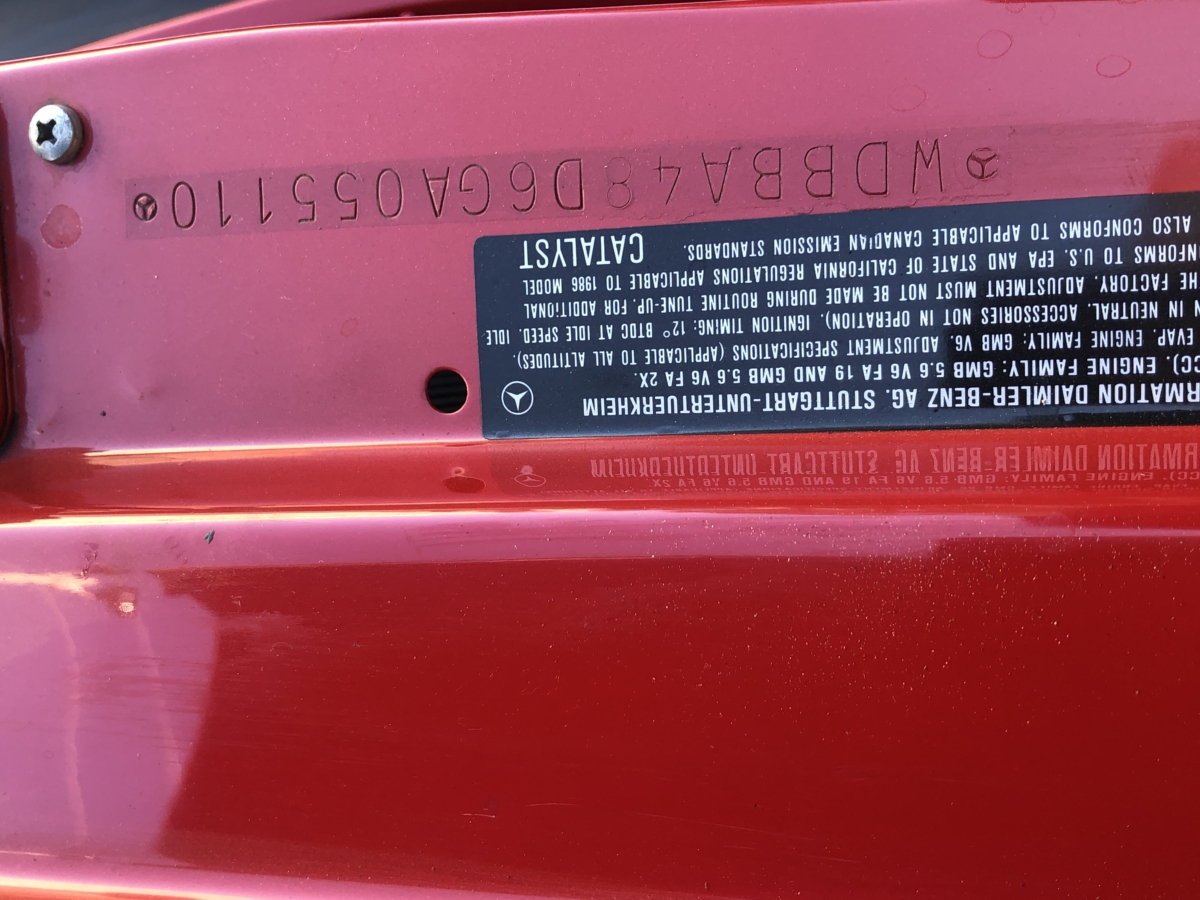 DAIMLER-BENZ AG. STUTTGART-UNTERTUERKHEIM
CC). ENGINE FAMILY: GMB 5.6 V6 FA 19 AND GMB 5.6 V6 FA 2X.
EVAP. ENGINE FAMILY: GMB V6. ADJUSTMENT SPECIFICATIONS (APPLICABLE TO ALL ALTITUDES).
IN NEUTRAL. ACCESSORIES NOT IN OPERATION). IGNITION TIMING: 12° BTDC AT IDLE SPEED. IDLE
THE FACTORY. ADJUSTMENT MUST NOT BE MADE DURING ROUTINE TUNE-UP. FOR ADDITIONAL
TO U.S. EPA AND STATE OF CALIFORNIA REGULATIONS APPLICABLE TO 1986 MODEL
ALSO CONFORMS TO APPLICABLE CANADIAN EMISSION STANDARDS. CATALYST
WDBBA48D6GA055110